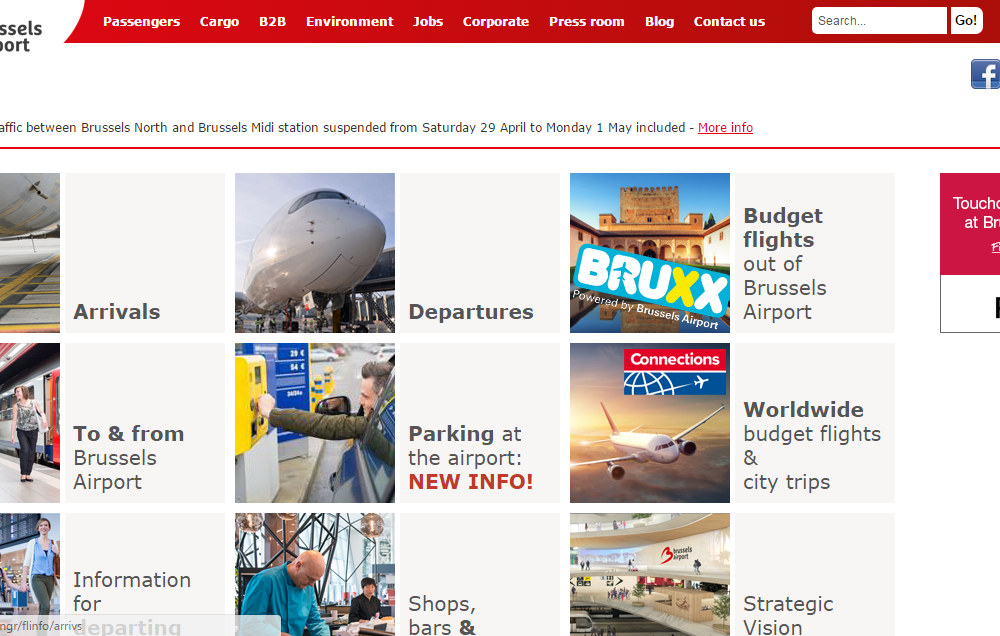 Passengers Cargo B2B Environment Jobs Corporate Press room Blog Contact us Search... Go!
ssels
port
affic between Brussels North and Brussels Midi station suspended from Saturday 29 April to Monday 1 May included - More info
Arrivals
Departures
BRUXX
Powered by Brussels Airport
Budget
flights
out of
Brussels
Airport
Touchd
at Bru
To & from
Brussels
Airport
29 €
54 €
Parking at
the airport:
NEW INFO!
Connections
Worldwide
budget flights
&
city trips
Information
for
departing
ngr/flinfo/arrivs
Shops,
bars &
brussels
airport
Strategic
Vision